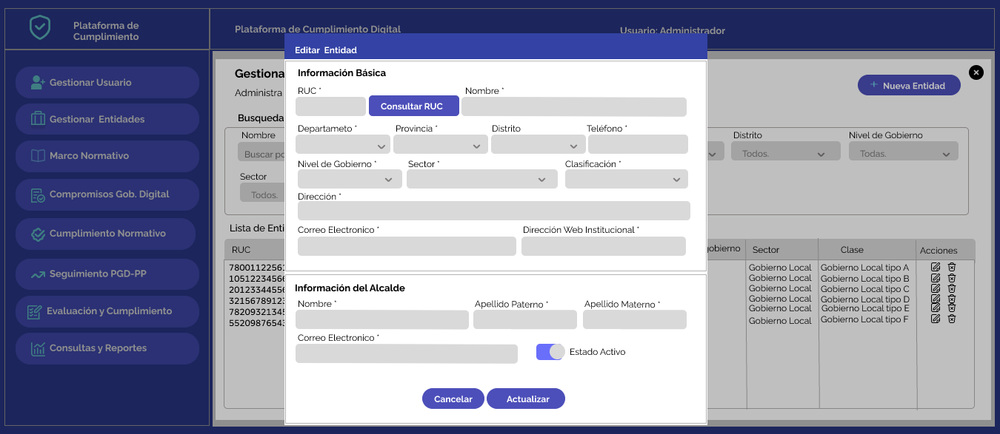 Plataforma de
Cumplimiento
Plataforma de Cumplimiento Digital
Usuario: Administrador
Gestionar Usuario
Gestionar Entidades
Marco Normativo
Compromisos Gob. Digital
Cumplimiento Normativo
Seguimiento PGD-PP
Evaluación y Cumplimiento
Consultas y Reportes
Gestiona
Administra
+ Nueva Entidad
Busqueda
Nombre
Buscar po
Distrito
Todos.
Nivel de Gobierno
Todas.
Sector
Todos.
Lista de Enti
RUC
gobierno
Sector
Clase
Acciones
78001122561
Gobierno Local
Gobierno Local tipo A
10512234566
Gobierno Local
Gobierno Local tipo B
20123344556
Gobierno Local
Gobierno Local tipo C
32156789123
Gobierno Local
Gobierno Local tipo D
78209321345
Gobierno Local
Gobierno Local tipo E
55209876543
Gobierno Local
Gobierno Local tipo F
Editar Entidad
Información Básica
RUC *
Consultar RUC
Nombre *
Departameto *
Provincia *
Distrito
Teléfono *
Nivel de Gobierno *
Sector *
Clasificación *
Dirección *
Correo Electronico *
Dirección Web Institucional *
Información del Alcalde
Nombre *
Apellido Paterno *
Apellido Materno *
Correo Electronico *
Estado Activo
Cancelar
Actualizar